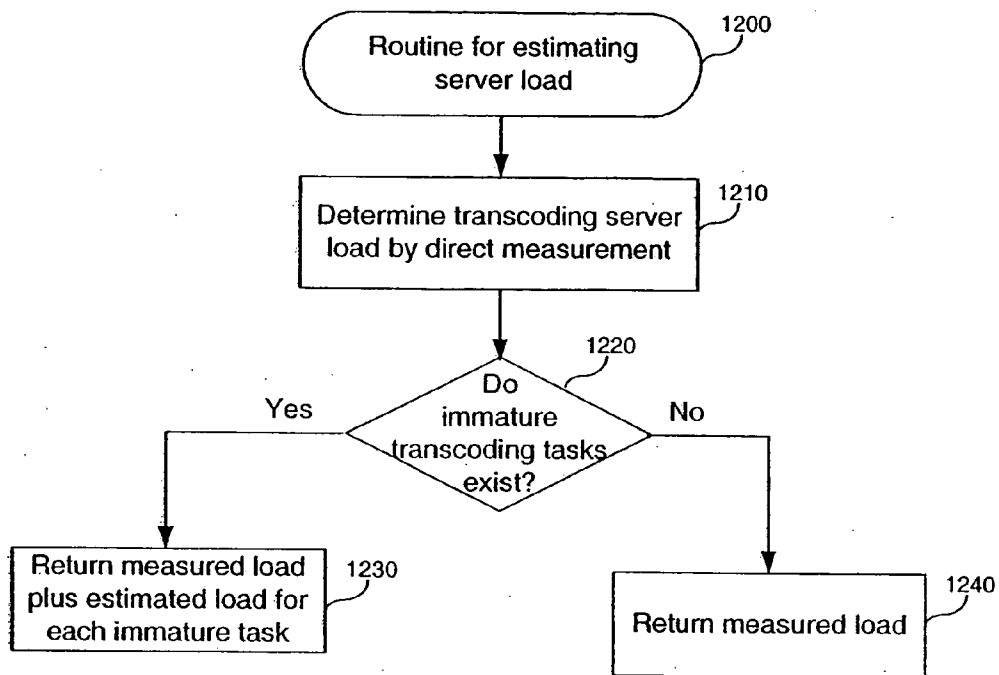 1200
Routine for estimating
server load
1210
Determine transcoding server
load by direct measurement
1220
Do
immature
transcoding tasks
exist?
Yes
No
Return measured load
plus estimated load for
each immature task
1230
1240
Return measured load